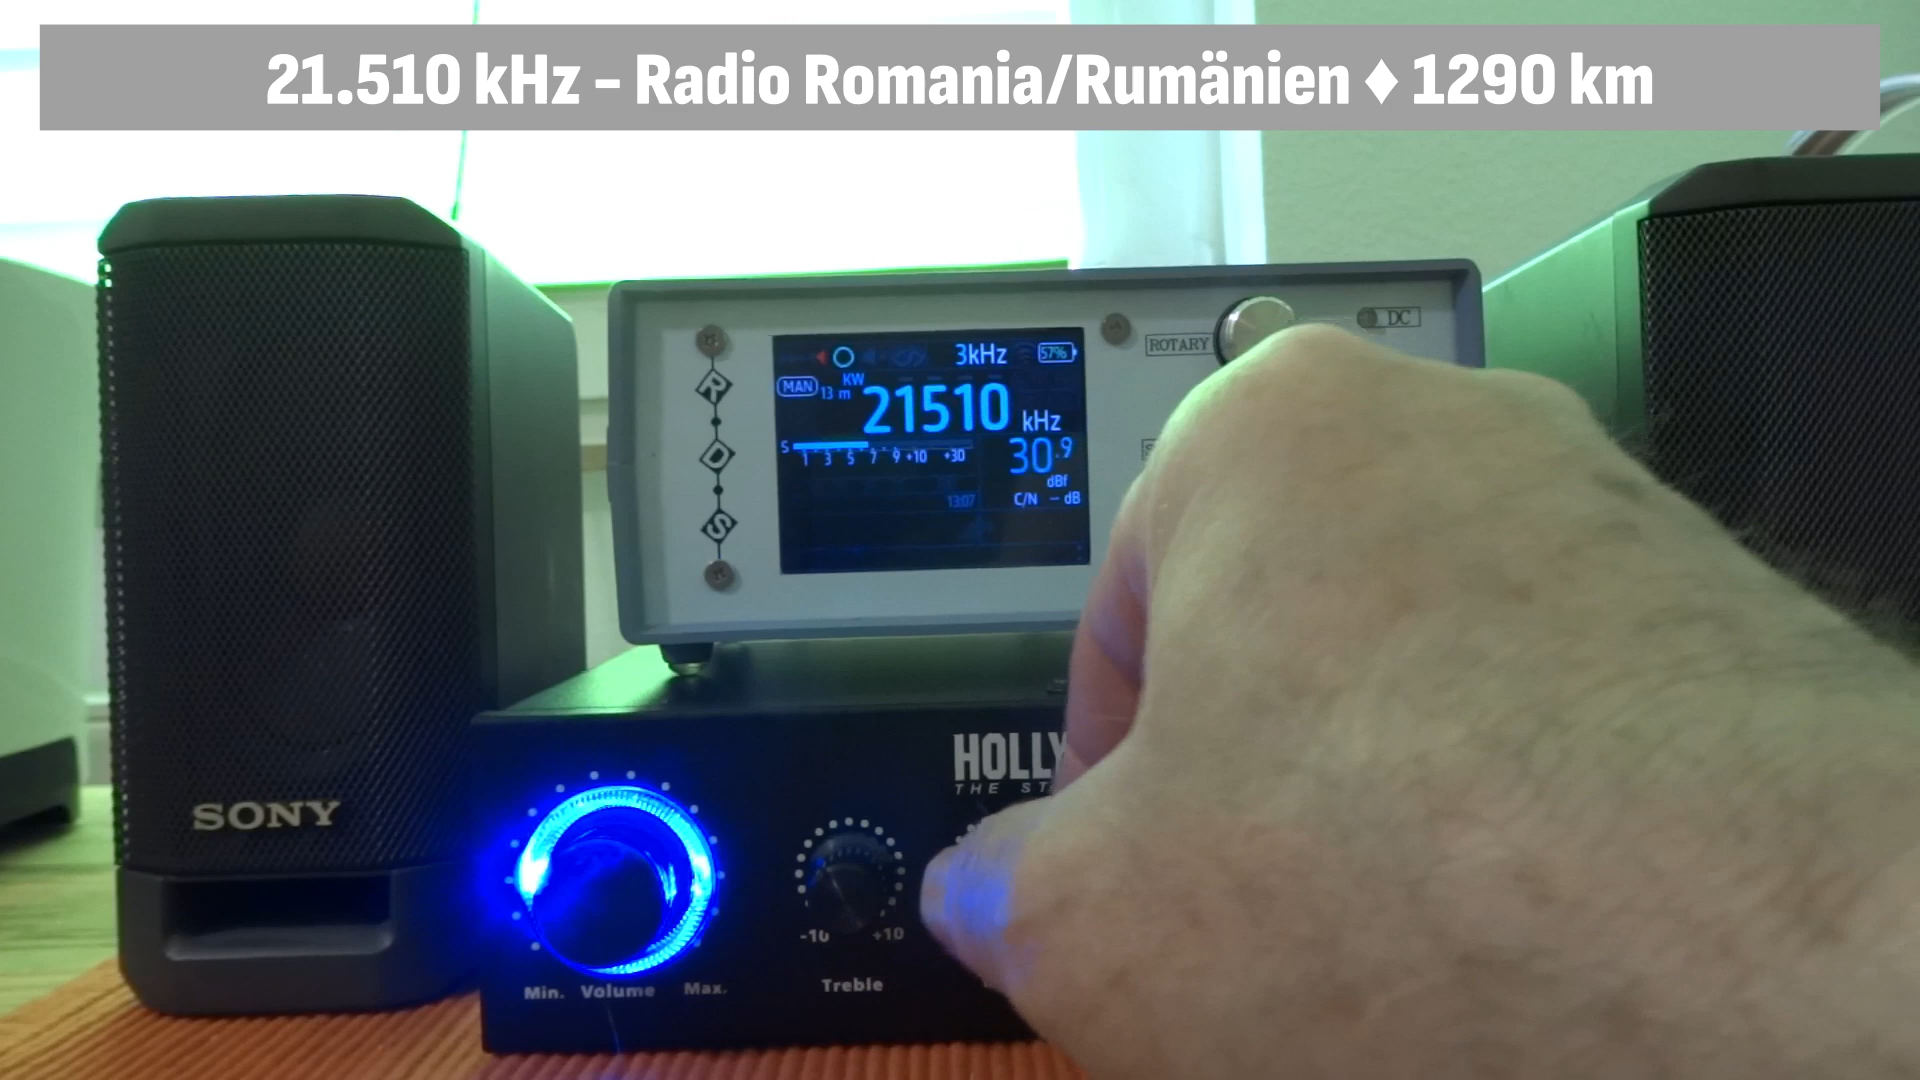 21.510 kHz – Radio Romania/Rumänien ♦ 1290 km
DC
ROTARY
3kHz
57%
MAN
KW
13 m
21510
kHz
S
1 3 5 7 9 +10 +30
30.9
dBf
13:07
C/N -- dB
R
D
S
HOLLY
THE ST
SONY
-10 +10
Min. Volume Max.
Treble